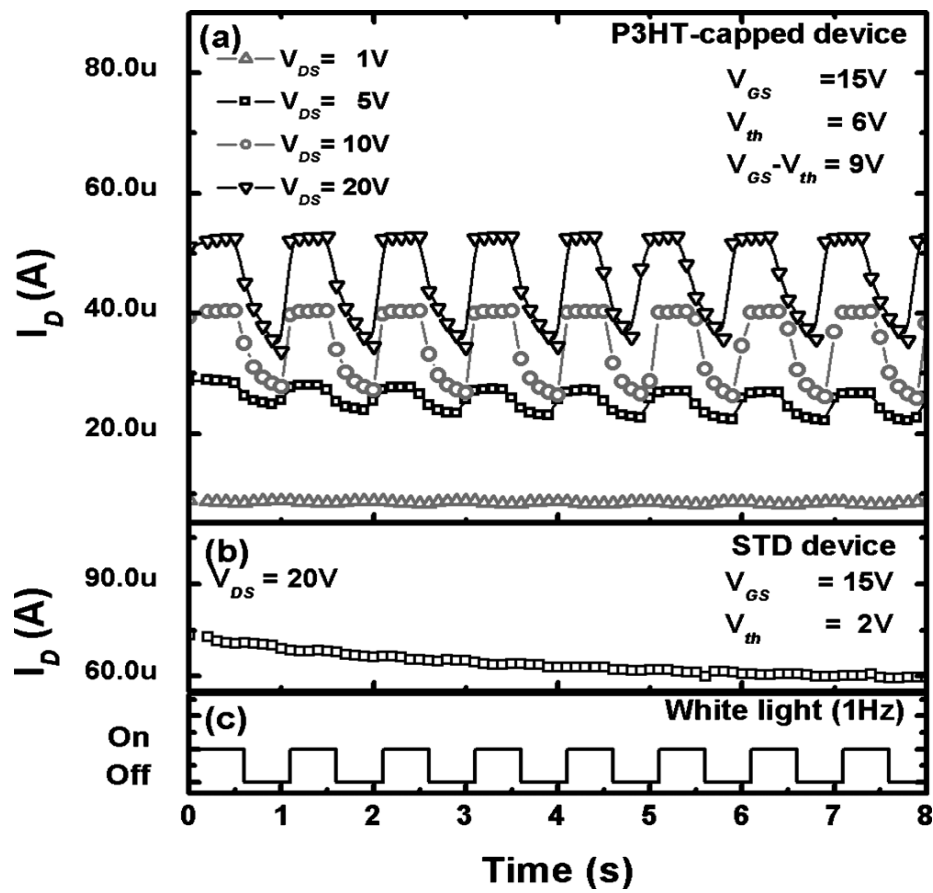 (a)
P3HT-capped device
V_DS = 1V
V_DS = 5V
V_DS = 10V
V_DS = 20V
V_GS =15V
V_th = 6V
V_GS-V_th = 9V
80.0u
60.0u
40.0u
20.0u
I_D (A)
(b)
STD device
V_DS = 20V
V_GS = 15V
V_th = 2V
90.0u
60.0u
I_D (A)
(c)
White light (1Hz)
On
Off
0 1 2 3 4 5 6 7 8
Time (s)